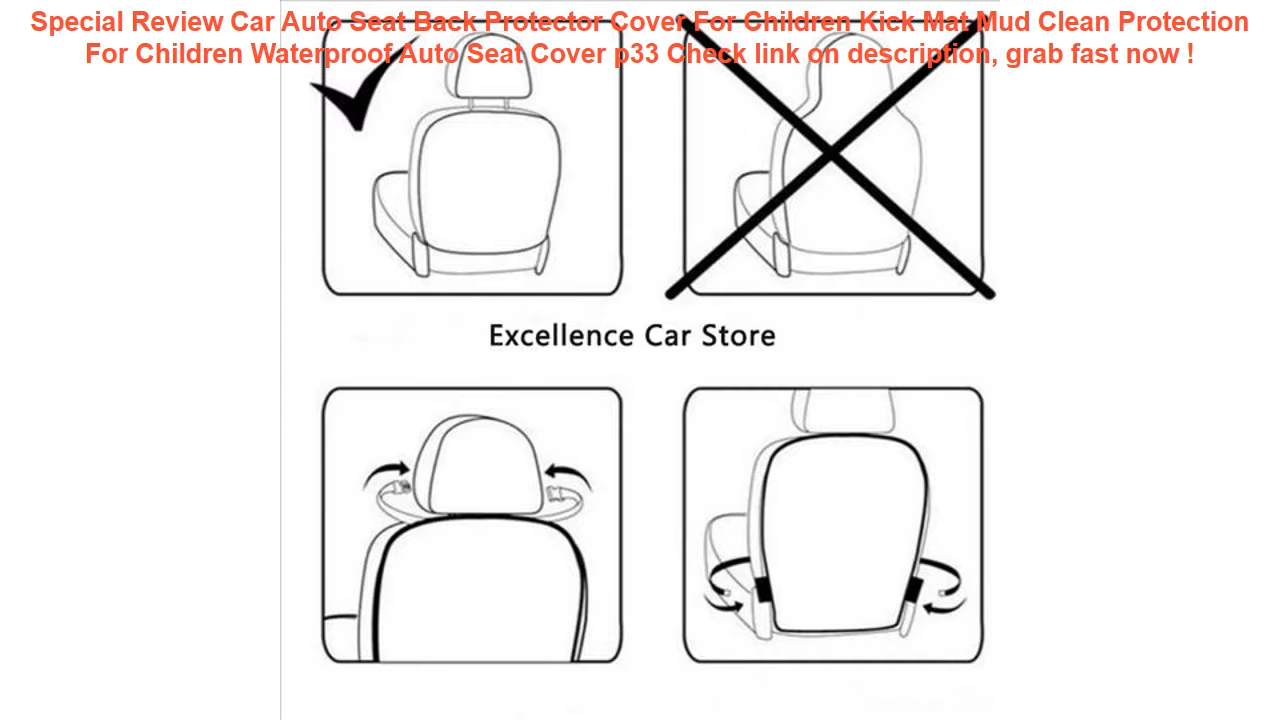 Special Review Car Auto Seat Back Protector Cover For Children Kick Mat Mud Clean Protection
For Children Waterproof Auto Seat Cover p33 Check link on description, grab fast now !
Excellence Car Store